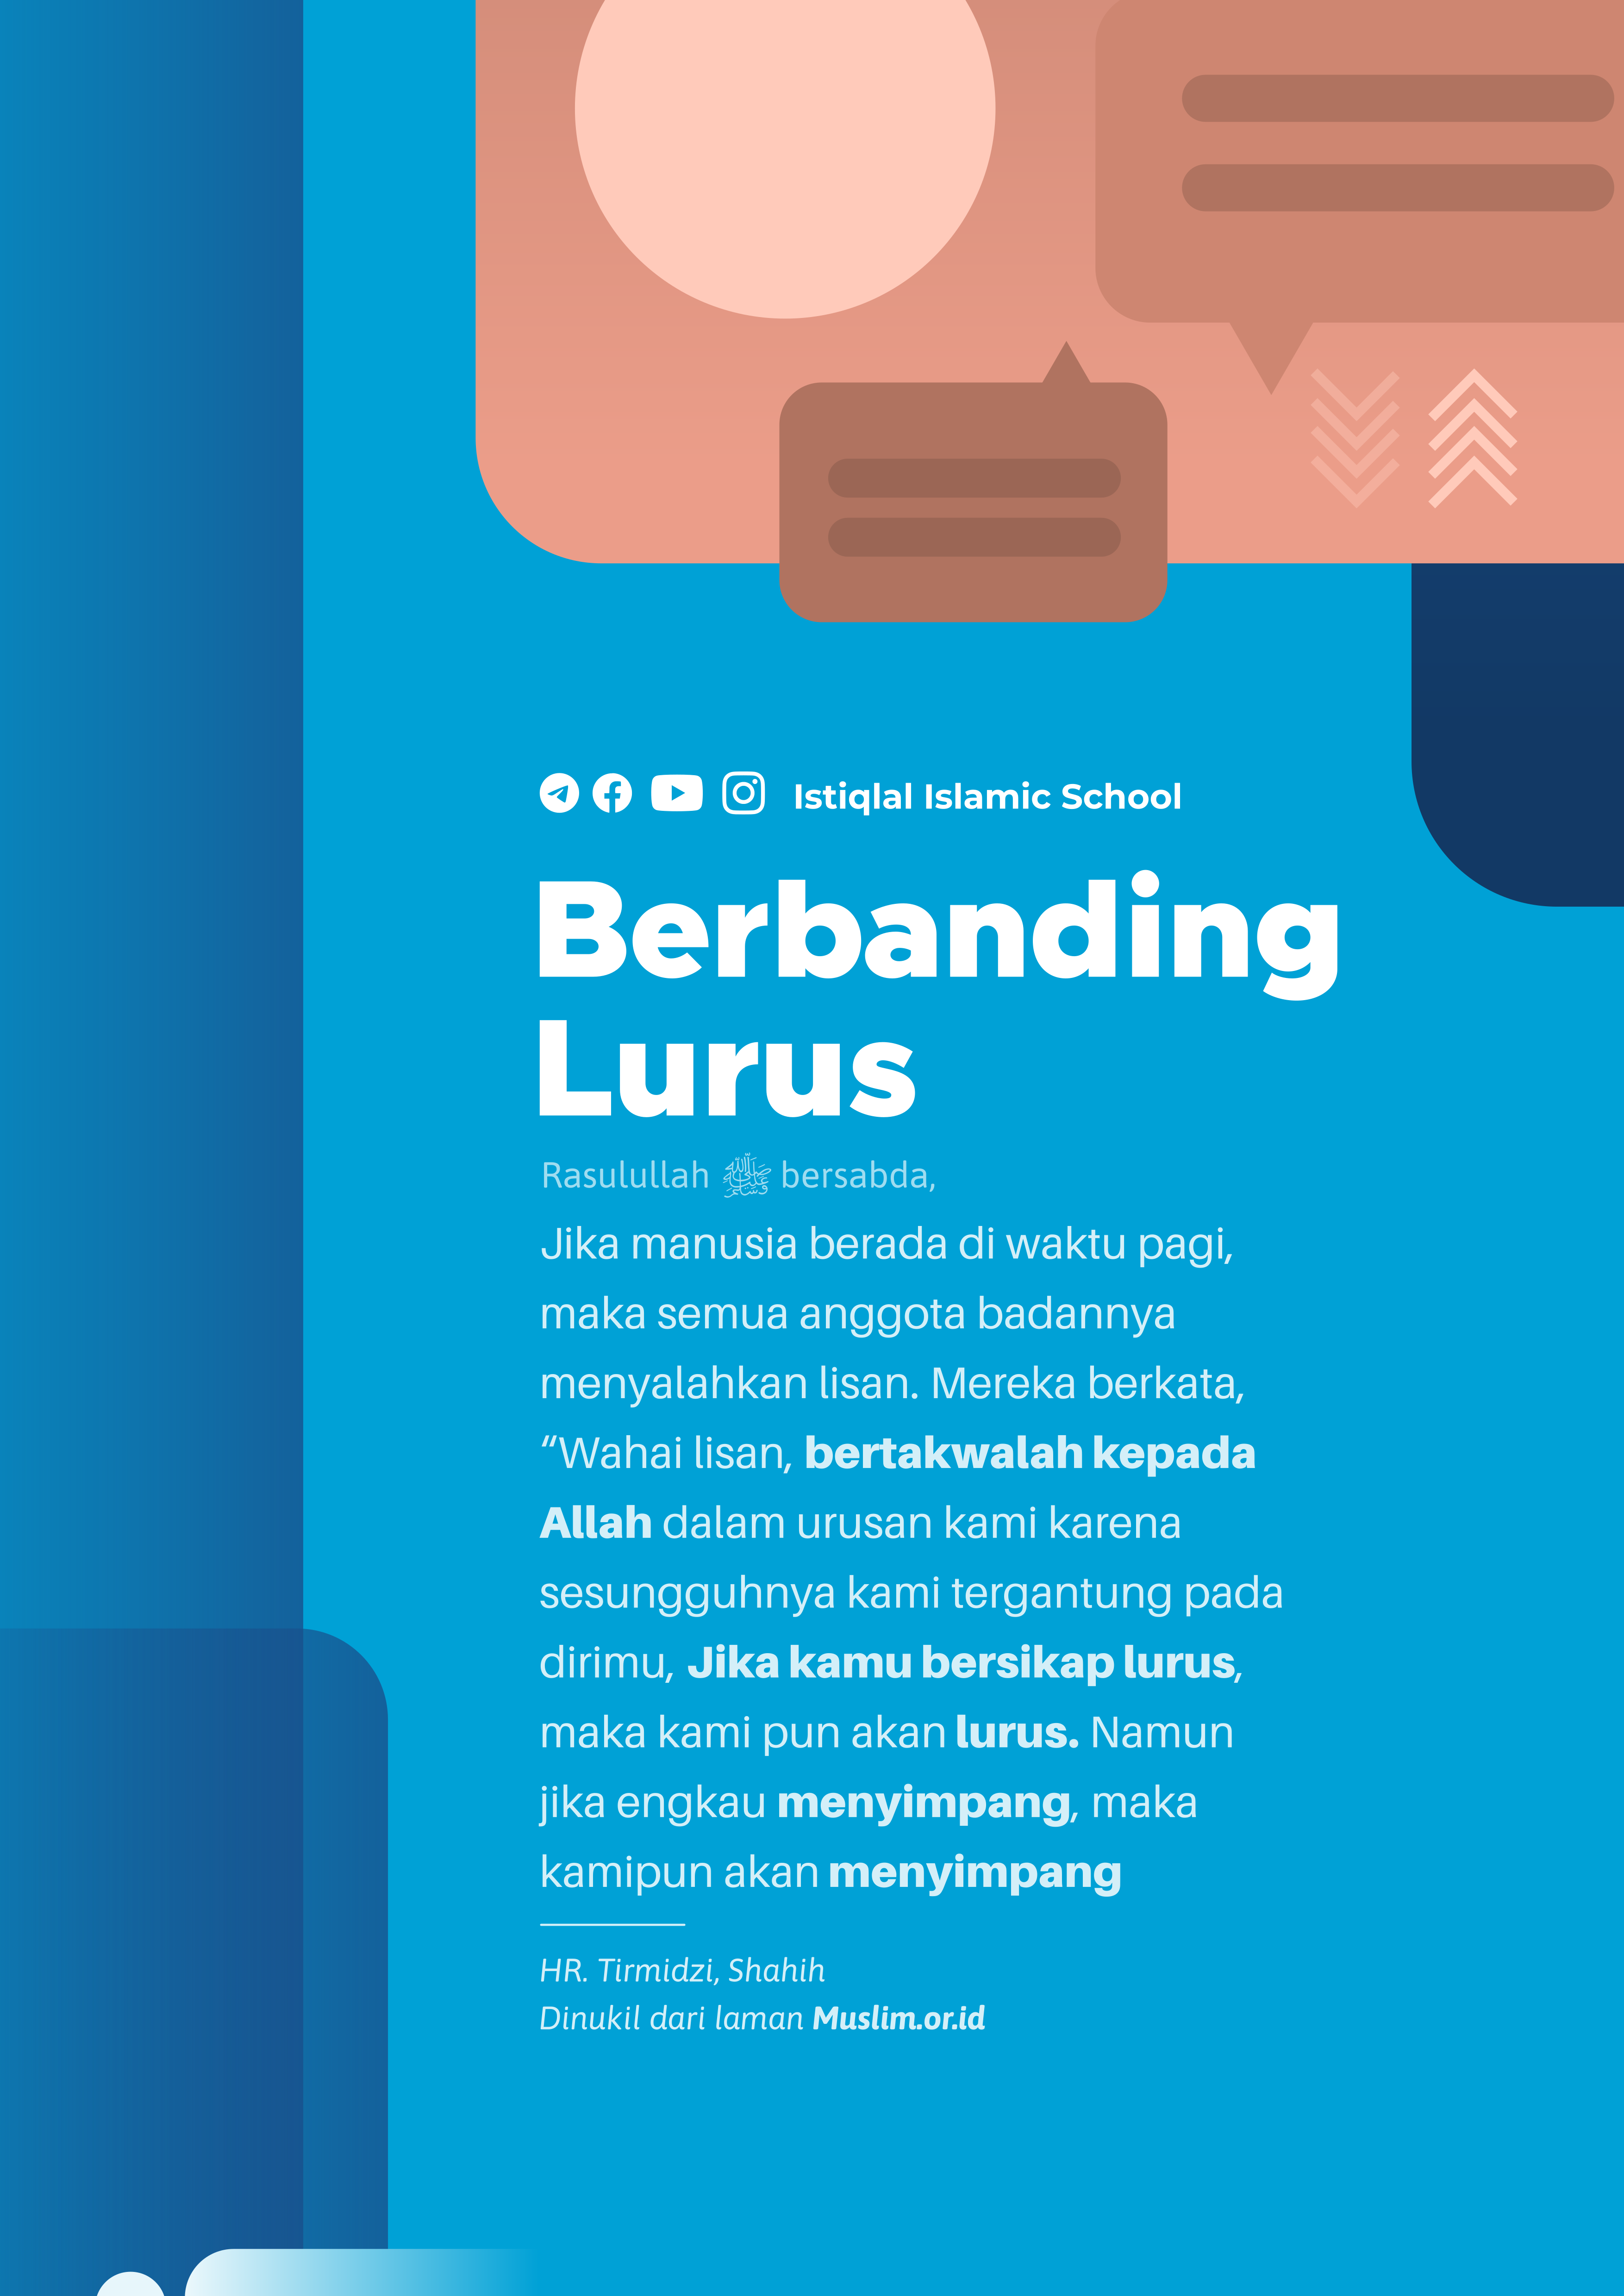 Istiqlal Islamic School
Berbanding
Lurus
Rasulullah ﷺ bersabda,
Jika manusia berada di waktu pagi,
maka semua anggota badannya
menyalahkan lisan. Mereka berkata,
“Wahai lisan, bertakwalah kepada
Allah dalam urusan kami karena
sesungguhnya kami tergantung pada
dirimu, Jika kamu bersikap lurus,
maka kami pun akan lurus. Namun
jika engkau menyimpang, maka
kamipun akan menyimpang
HR. Tirmidzi, Shahih
Dinukil dari laman Muslim.or.id